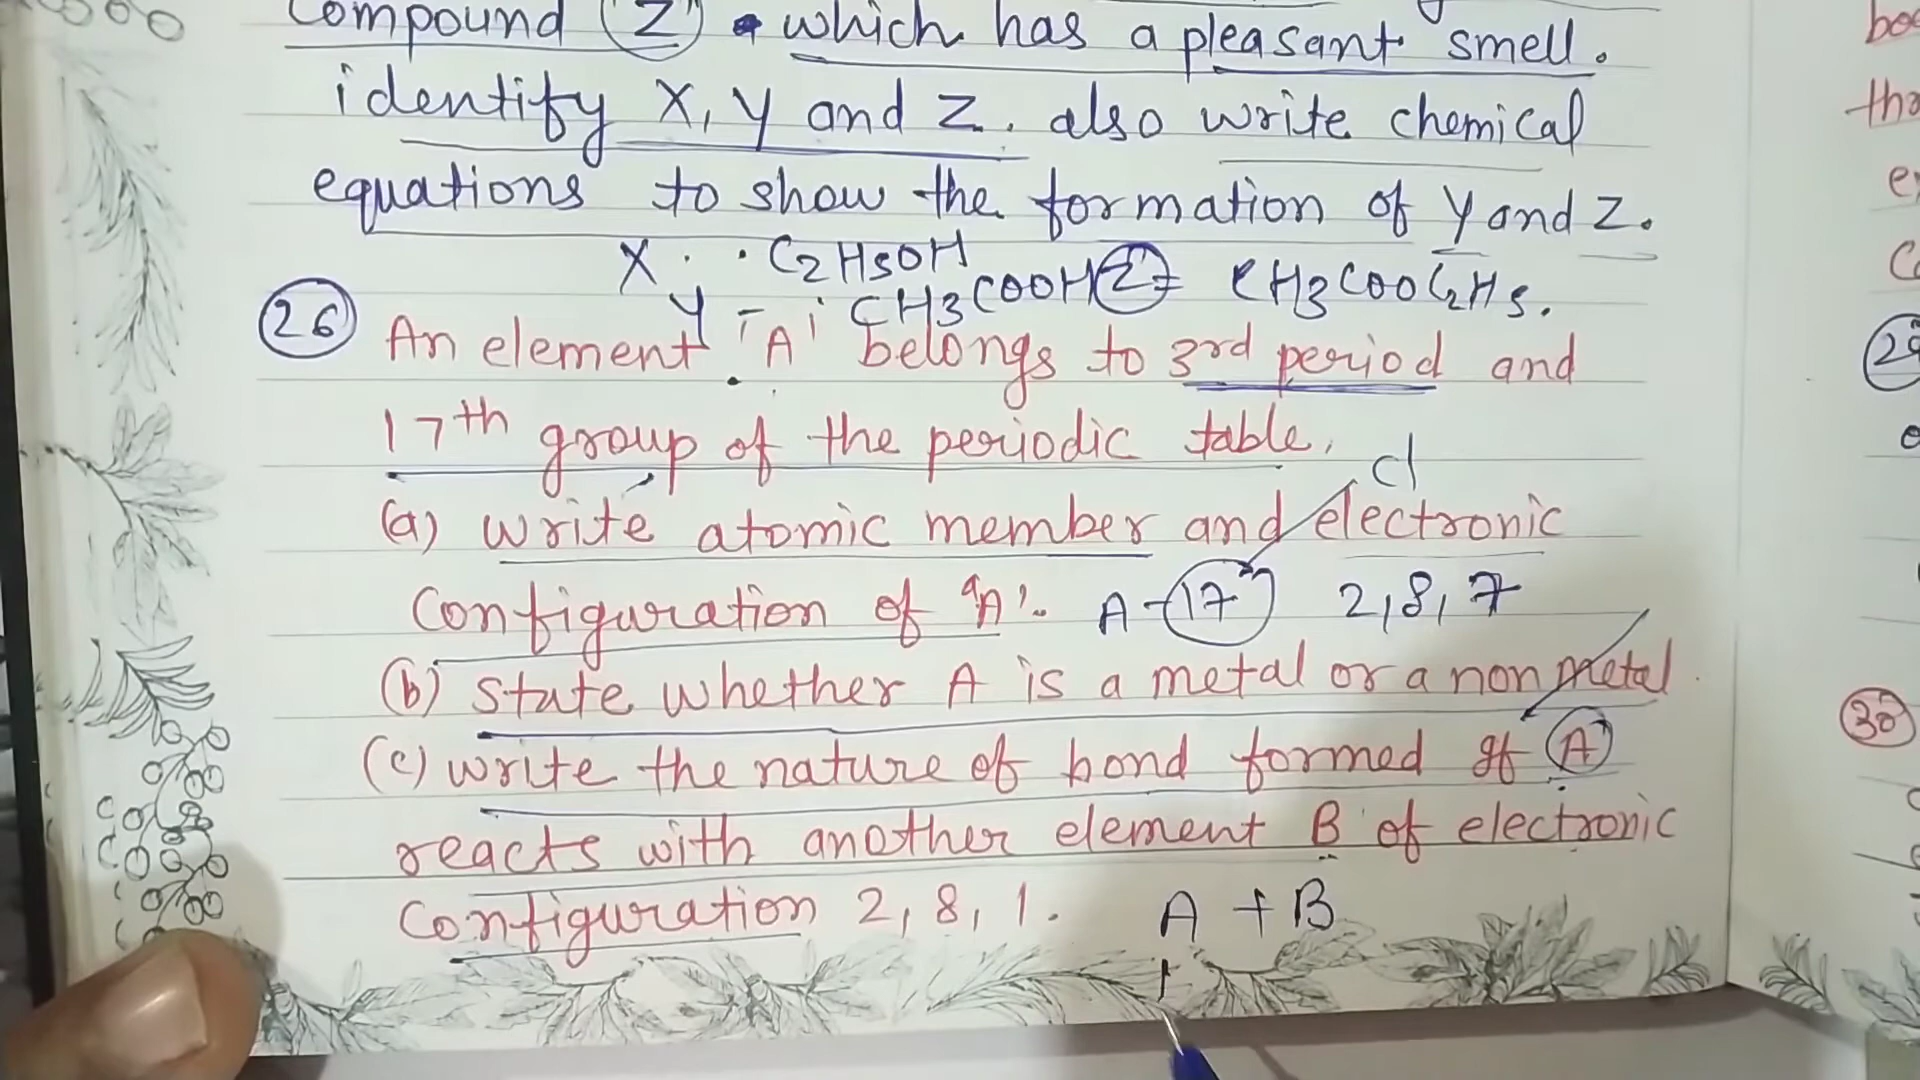 Compound "Z" which has a pleasant smell.
identify X, Y and Z. also write chemical
equations to show the formation of Y and Z.
X C2H5OH
Y - CH3COOH Z = CH3COOC2H5.
26 An element 'A' belongs to 3rd period and
17th group of the periodic table.
Cl
(a) write atomic member and electronic
Configuration of "A". A - 17 2, 8, 7
(b) state whether A is a metal or a non metal.
(c) write the nature of bond formed If A
reacts with another element B of electronic
Configuration 2, 8, 1. A + B
30